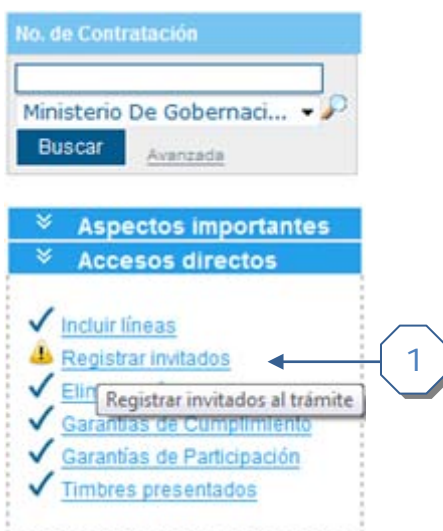 No. de Contratación
Ministerio De Gobernaci...
Buscar Avanzada
Aspectos importantes
Accesos directos
Incluir líneas
Registrar invitados
1
Registrar invitados al trámite
Garantías de Cumplimiento
Garantías de Participación
Timbres presentados